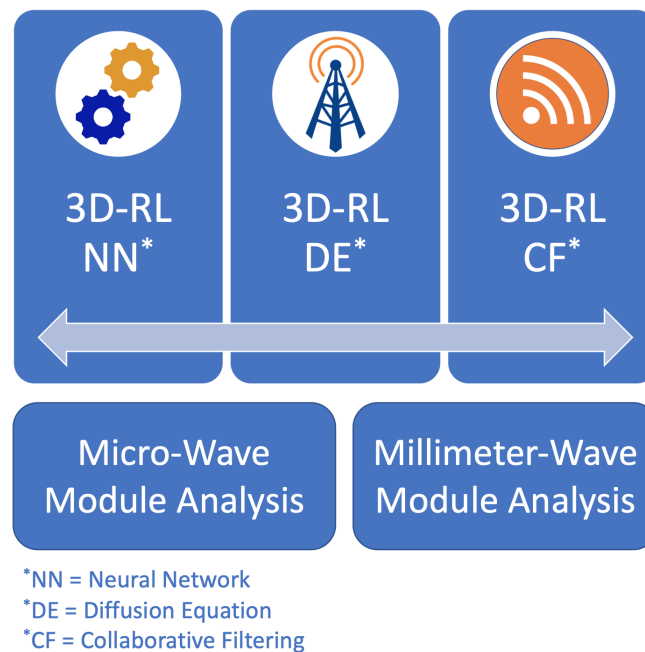 3D-RL
NN*
3D-RL
DE*
3D-RL
CF*
Micro-Wave
Module Analysis
Millimeter-Wave
Module Analysis
*NN = Neural Network
*DE = Diffusion Equation
*CF = Collaborative Filtering